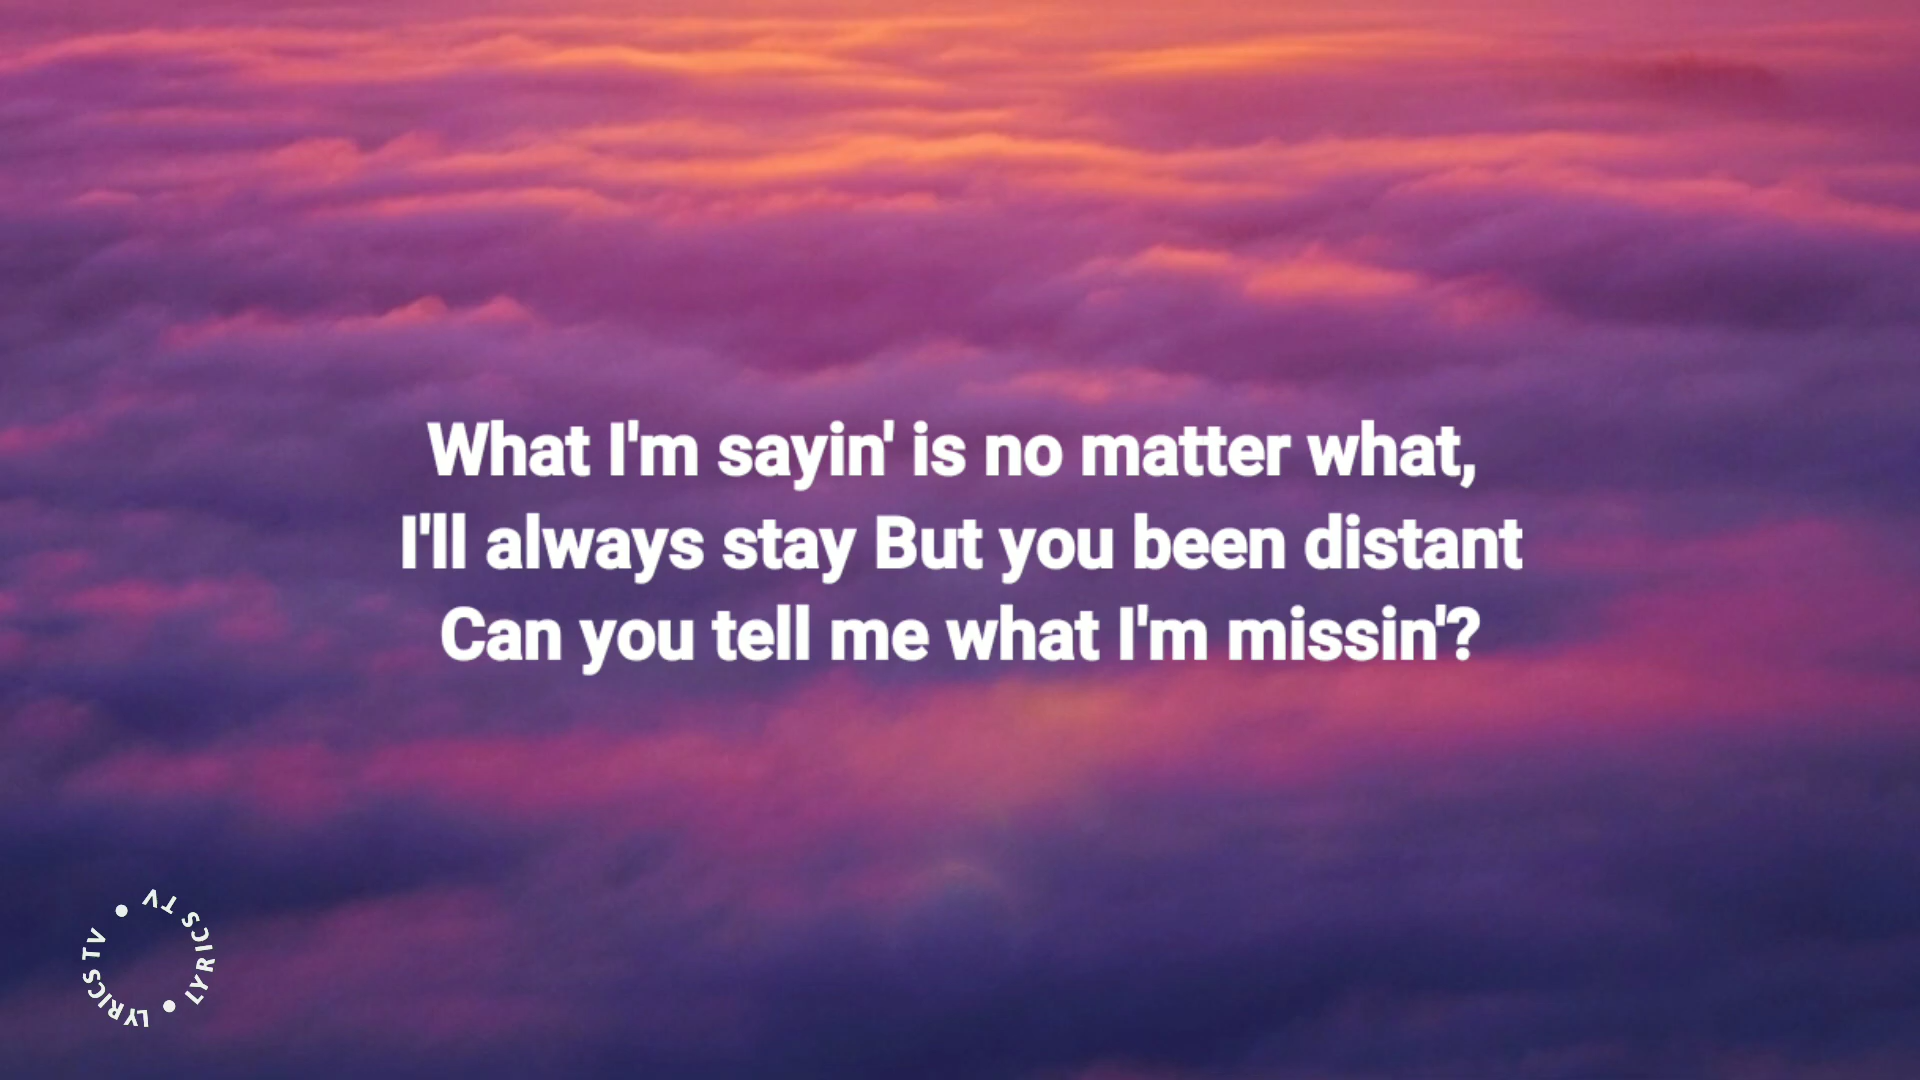 What I'm sayin' is no matter what,
I'll always stay But you been distant
Can you tell me what I'm missin'?
LYRICS TV • LYRICS TV •